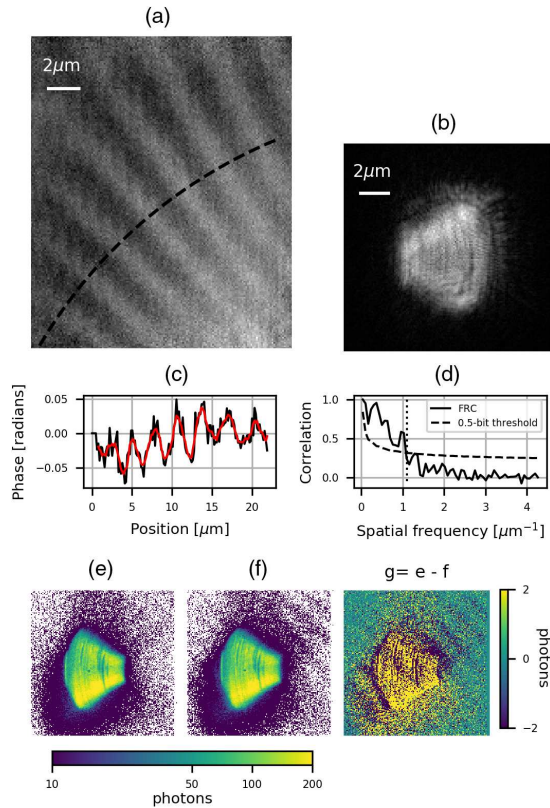 (a)
2μm
(b)
2μm
(c)
0.05
0.00
−0.05
Phase [radians]
0
5
10
15
20
Position [μm]
(d)
1.0
0.5
0.0
Correlation
FRC
0.5-bit threshold
0
1
2
3
4
Spatial frequency [μm⁻¹]
(e)
(f)
g= e - f
2
0
−2
photons
10
50
100
200
photons